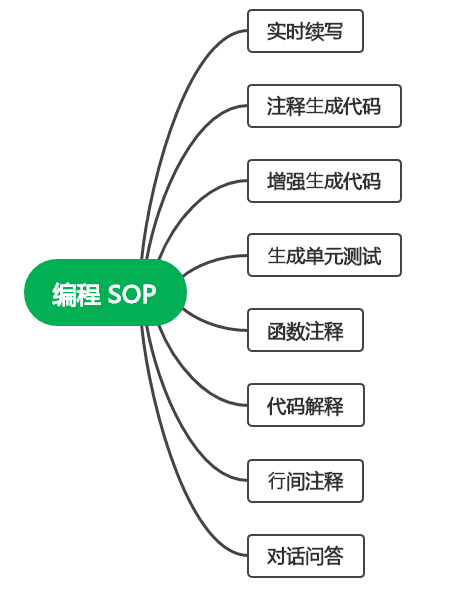 实时续写
注释生成代码
增强生成代码
生成单元测试
编程 SOP
函数注释
代码解释
行间注释
对话问答